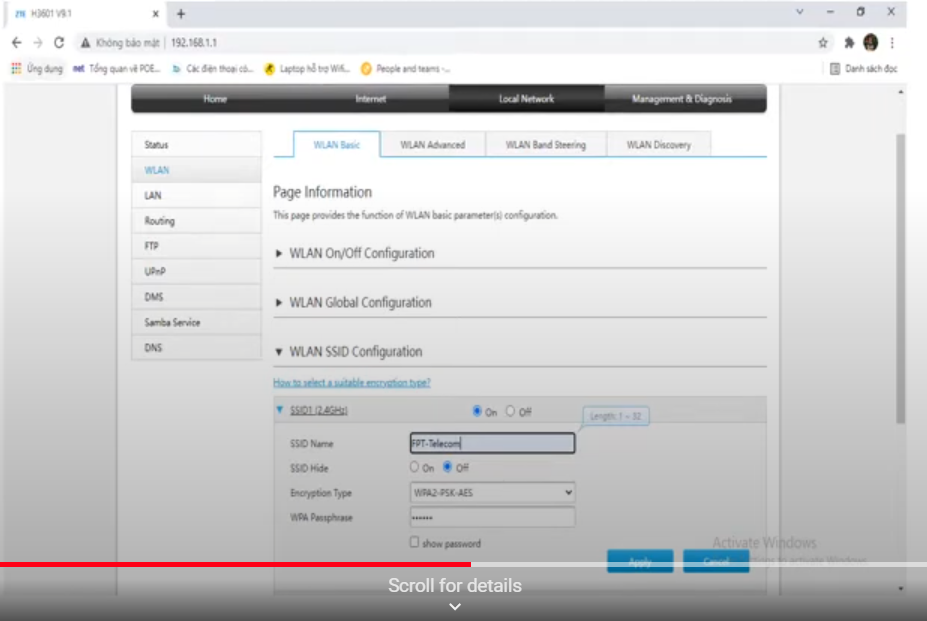 ZTE H3601 V9.1
Không bảo mật | 192.168.1.1
Ứng dụng net Tổng quan về POE... Các điện thoại có... Laptop hỗ trợ Wifi... People and teams -... Danh sách đọc
Home Internet Local Network Management & Diagnosis
Status
WLAN
LAN
Routing
FTP
UPnP
DMS
Samba Service
DNS
WLAN Basic WLAN Advanced WLAN Band Steering WLAN Discovery
Page Information
This page provides the function of WLAN basic parameter(s) configuration.
WLAN On/Off Configuration
WLAN Global Configuration
WLAN SSID Configuration
How to select a suitable encryption type?
SSID1 (2.4GHz) On Off Length: 1 ~ 32
SSID Name FPT-Telecom
SSID Hide On Off
Encryption Type WPA2-PSK-AES
WPA Passphrase ••••••
show password
Apply Cancel
Activate Windows
to activate Windows.
Scroll for details